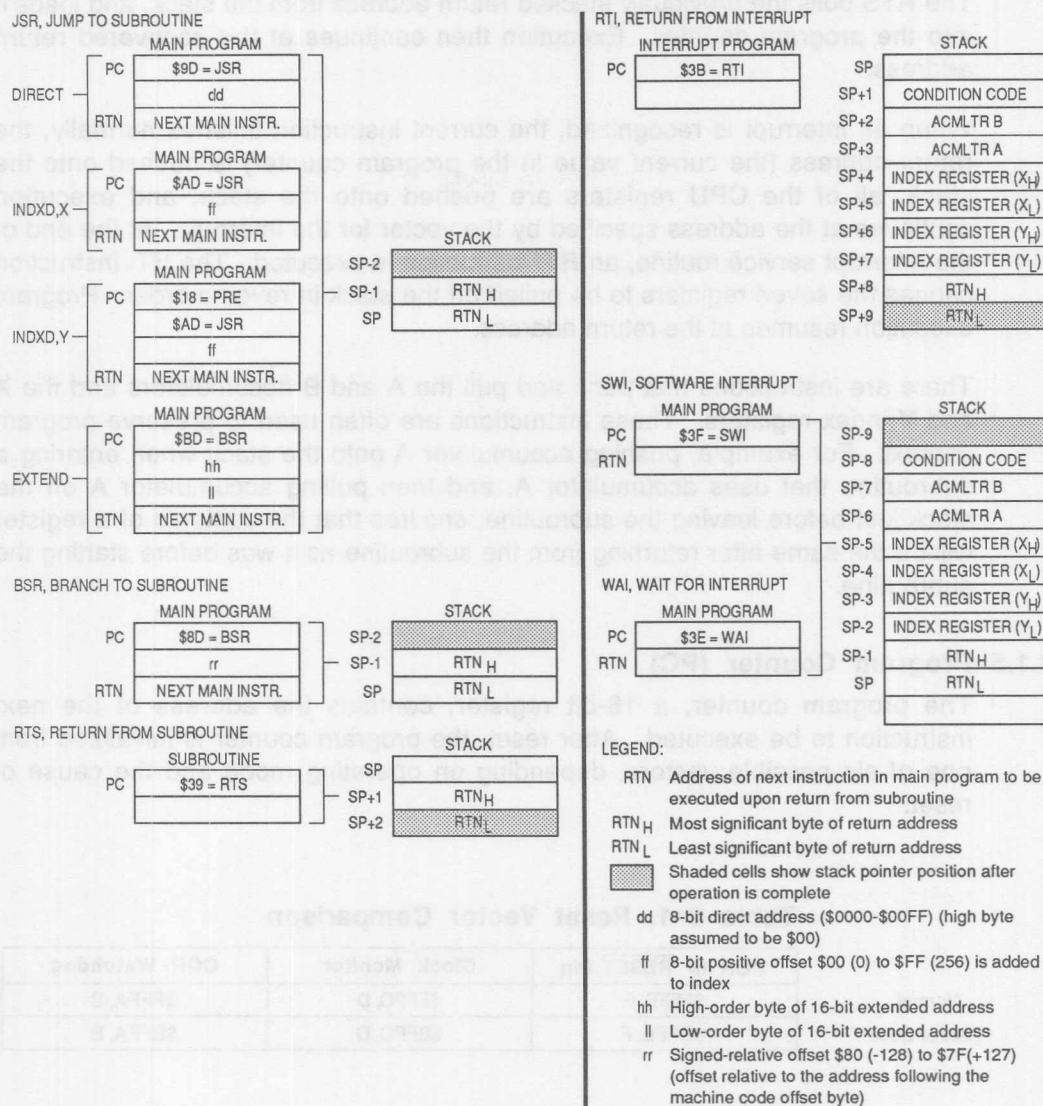 JSR, JUMP TO SUBROUTINE
MAIN PROGRAM
PC $9D = JSR
DIRECT dd
RTN NEXT MAIN INSTR.
MAIN PROGRAM
PC $AD = JSR
INDXD,X ff
RTN NEXT MAIN INSTR.
MAIN PROGRAM
PC $18 = PRE
INDXD,Y $AD = JSR
ff
RTN NEXT MAIN INSTR.
MAIN PROGRAM
PC $BD = BSR
EXTEND hh
ll
RTN NEXT MAIN INSTR.
STACK
SP-2
SP-1 RTN H
SP RTN L
BSR, BRANCH TO SUBROUTINE
MAIN PROGRAM
PC $8D = BSR
rr
RTN NEXT MAIN INSTR.
STACK
SP-2
SP-1 RTN H
SP RTN L
RTS, RETURN FROM SUBROUTINE
SUBROUTINE
PC $39 = RTS
STACK
SP
SP+1 RTNH
SP+2 RTNL
RTI, RETURN FROM INTERRUPT
INTERRUPT PROGRAM
PC $3B = RTI
STACK
SP
SP+1 CONDITION CODE
SP+2 ACMLTR B
SP+3 ACMLTR A
SP+4 INDEX REGISTER (XH)
SP+5 INDEX REGISTER (XL)
SP+6 INDEX REGISTER (YH)
SP+7 INDEX REGISTER (YL)
SP+8 RTNH
SP+9 RTNL
SWI, SOFTWARE INTERRUPT
MAIN PROGRAM
PC $3F = SWI
RTN
WAI, WAIT FOR INTERRUPT
MAIN PROGRAM
PC $3E = WAI
RTN
STACK
SP-9
SP-8 CONDITION CODE
SP-7 ACMLTR B
SP-6 ACMLTR A
SP-5 INDEX REGISTER (XH)
SP-4 INDEX REGISTER (XL)
SP-3 INDEX REGISTER (YH)
SP-2 INDEX REGISTER (YL)
SP-1 RTNH
SP RTNL
LEGEND:
RTN Address of next instruction in main program to be
executed upon return from subroutine
RTN H Most significant byte of return address
RTN L Least significant byte of return address
Shaded cells show stack pointer position after
operation is complete
dd 8-bit direct address ($0000-$00FF) (high byte
assumed to be $00)
ff 8-bit positive offset $00 (0) to $FF (256) is added
to index
hh High-order byte of 16-bit extended address
ll Low-order byte of 16-bit extended address
rr Signed-relative offset $80 (-128) to $7F(+127)
(offset relative to the address following the
machine code offset byte)